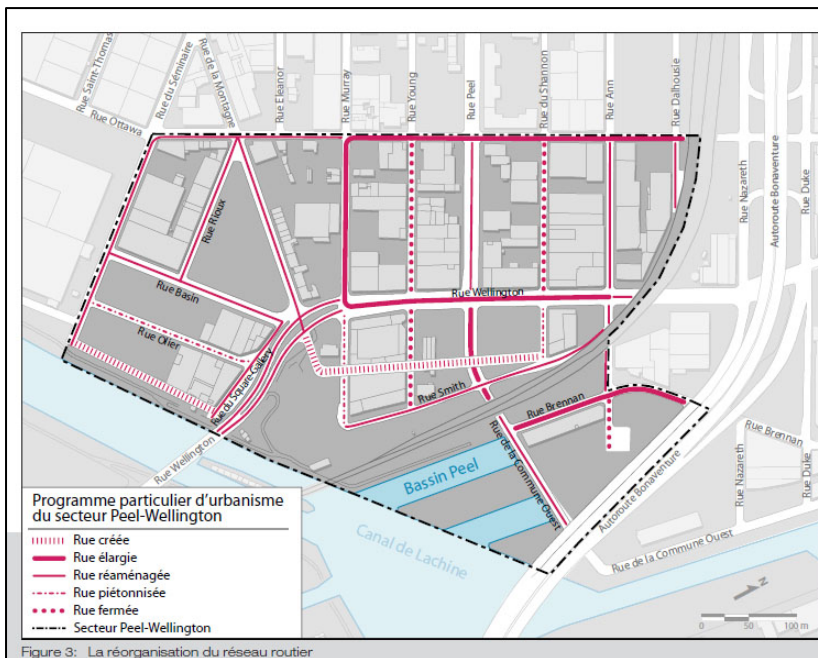 Rue Saint-Thomas
Rue du Séminaire
Rue de la Montagne
Rue Eleanor
Rue Murray
Rue Young
Rue Peel
Rue du Shannon
Rue Ann
Rue Dalhousie
Rue Ottawa
Rue Nazareth
Autoroute Bonaventure
Rue Duke
Rue Rioux
Rue Basin
Rue Wellington
Rue Olier
Rue du Square-Gallery
Rue Smith
Rue Brennan
Rue Wellington
Rue de la Commune Ouest
Bassin Peel
Canal de Lachine
Autoroute Bonaventure
Rue Nazareth
Rue Brennan
Rue Duke
Rue de la Commune Ouest
Programme particulier d'urbanisme
du secteur Peel-Wellington
Rue créée
Rue élargie
Rue réaménagée
Rue piétonnisée
Rue fermée
Secteur Peel-Wellington
N
0 50 100 m
Figure 3: La réorganisation du réseau routier